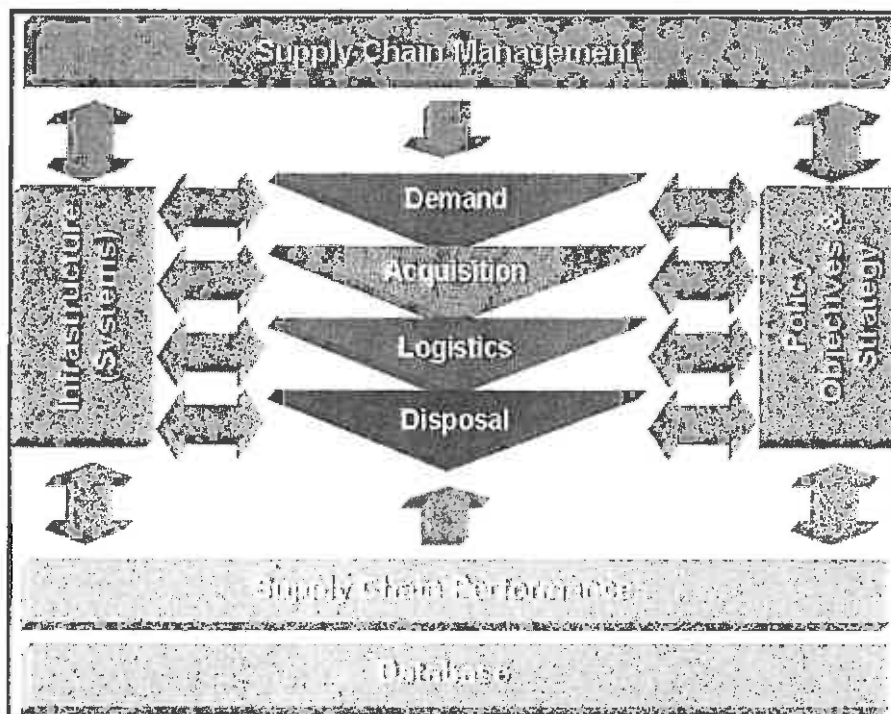 Supply Chain Management
Demand
Acquisition
Logistics
Disposal
Infrastructure
(Systems)
Policy
Objectives &
Strategy
Supply Chain Performance
Database